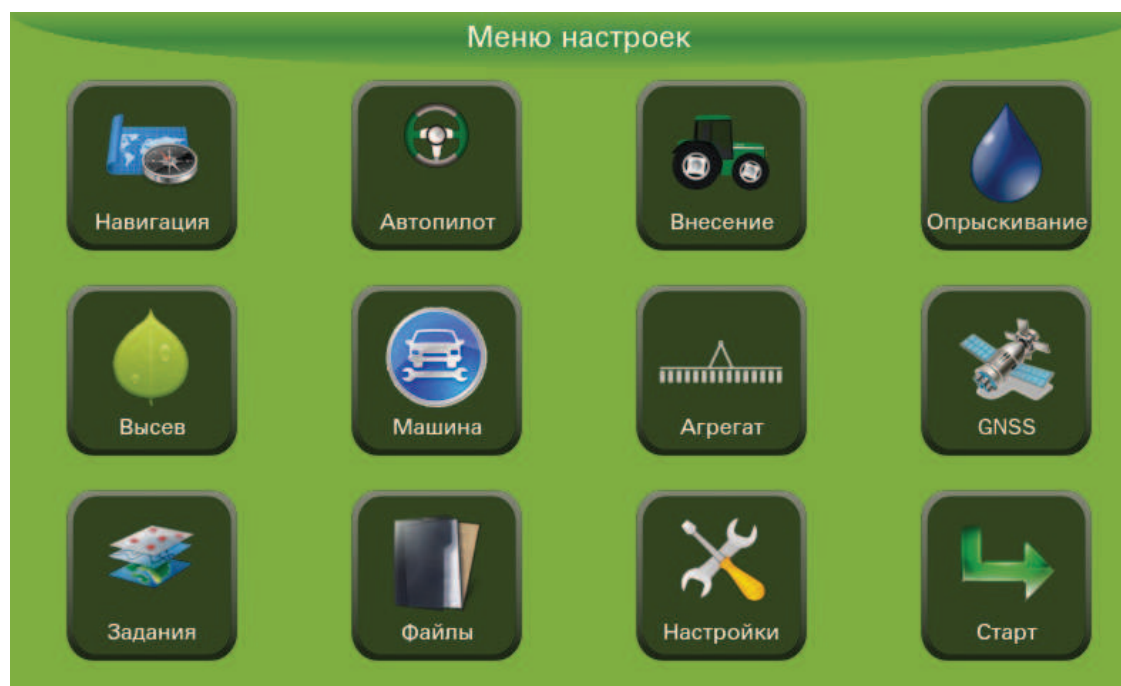 Меню настроек
Навигация
Автопилот
Внесение
Опрыскивание
Высев
Машина
Агрегат
GNSS
Задания
Файлы
Настройки
Старт